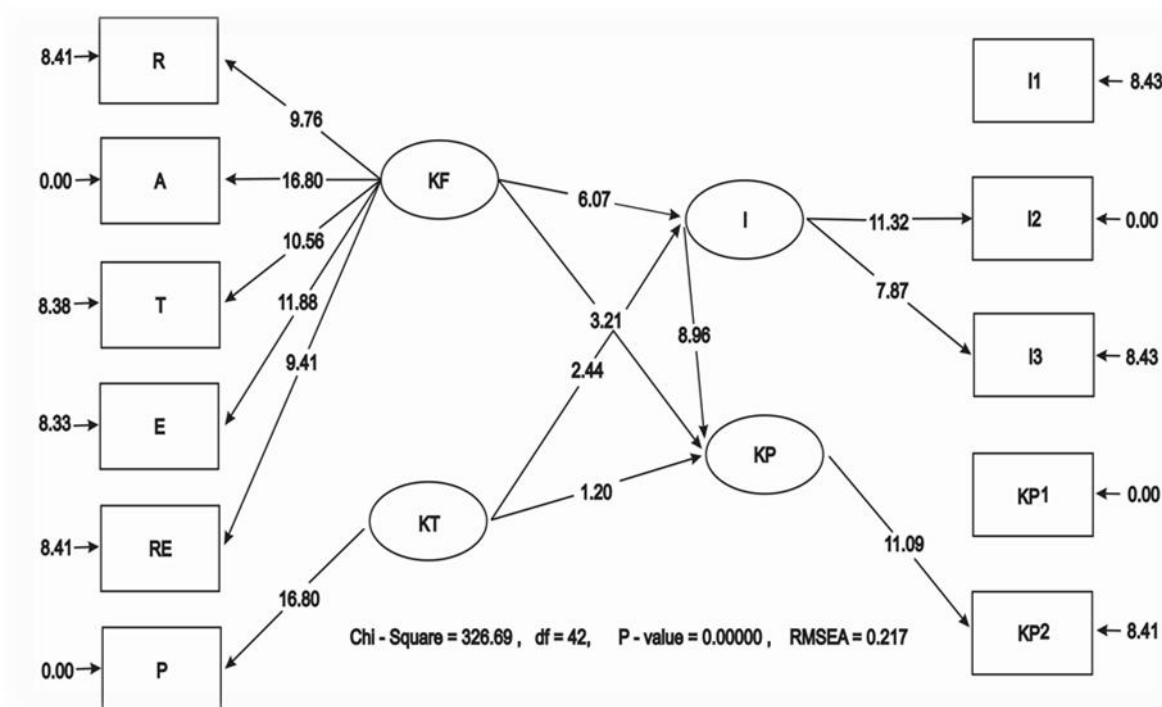 8.41
R
I1
8.43
9.76
0.00
A
16.80
KF
6.07
I
11.32
I2
0.00
10.56
8.38
T
11.88
7.87
3.21
8.96
9.41
2.44
I3
8.43
8.33
E
KP
1.20
KP1
0.00
KT
8.41
RE
11.09
16.80
Chi - Square = 326.69 , df = 42, P - value = 0.00000 , RMSEA = 0.217
KP2
8.41
0.00
P